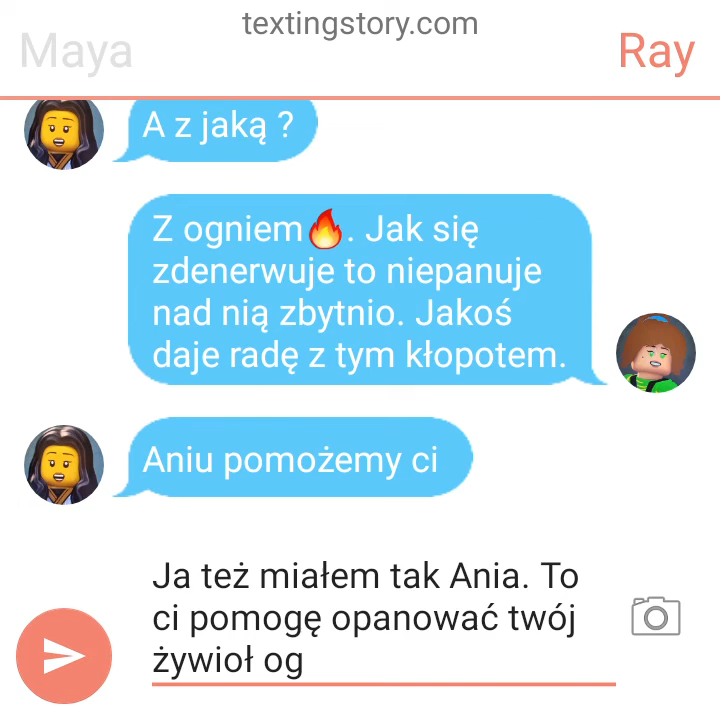 textingstory.com
Maya
Ray
A z jaką ?
Z ogniem🔥. Jak się
zdenerwuje to niepanuje
nad nią zbytnio. Jakoś
daje radę z tym kłopotem.
Aniu pomożemy ci
Ja też miałem tak Ania. To
ci pomogę opanować twój
żywioł og